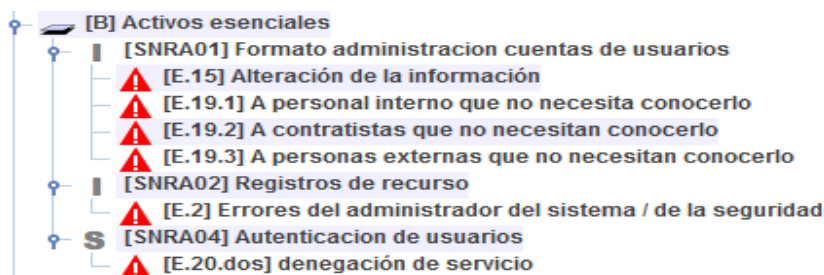 [B] Activos esenciales
I [SNRA01] Formato administracion cuentas de usuarios
[E.15] Alteración de la información
[E.19.1] A personal interno que no necesita conocerlo
[E.19.2] A contratistas que no necesitan conocerlo
[E.19.3] A personas externas que no necesitan conocerlo
I [SNRA02] Registros de recurso
[E.2] Errores del administrador del sistema / de la seguridad
S [SNRA04] Autenticacion de usuarios
[E.20.dos] denegación de servicio